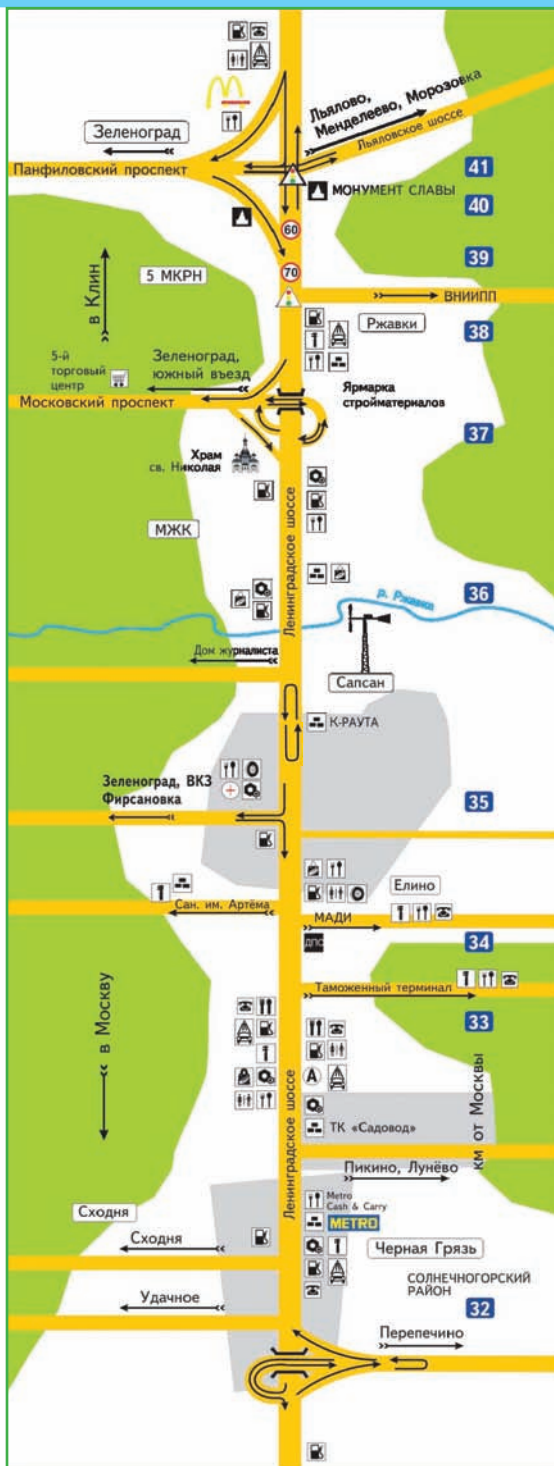 Льялово,
Менделеево, Морозовка
Зеленоград
Льяловское шоссе
Панфиловский проспект
41
МОНУМЕНТ СЛАВЫ
40
60
39
5 МКРН
70
ВНИИПП
в Клин
Ржавки
38
5-й
торговый
центр
Зеленоград,
южный въезд
Московский проспект
Ярмарка
стройматериалов
37
Храм
св. Николая
МЖК
Ленинградское шоссе
36
р. Ржавка
Дом журналиста
Сапсан
К-РАУТА
Зеленоград, ВКЗ
Фирсановка
35
Елино
Сан. им. Артёма
МАДИ
ДПС
34
Таможенный терминал
33
в Москву
А
Ленинградское шоссе
км от Москвы
ТК «Садовод»
Пикино, Лунёво
Сходня
Metro
Cash & Carry
METRO
Сходня
Черная Грязь
СОЛНЕЧНОГОРСКИЙ
РАЙОН
Удачное
32
Перепечино